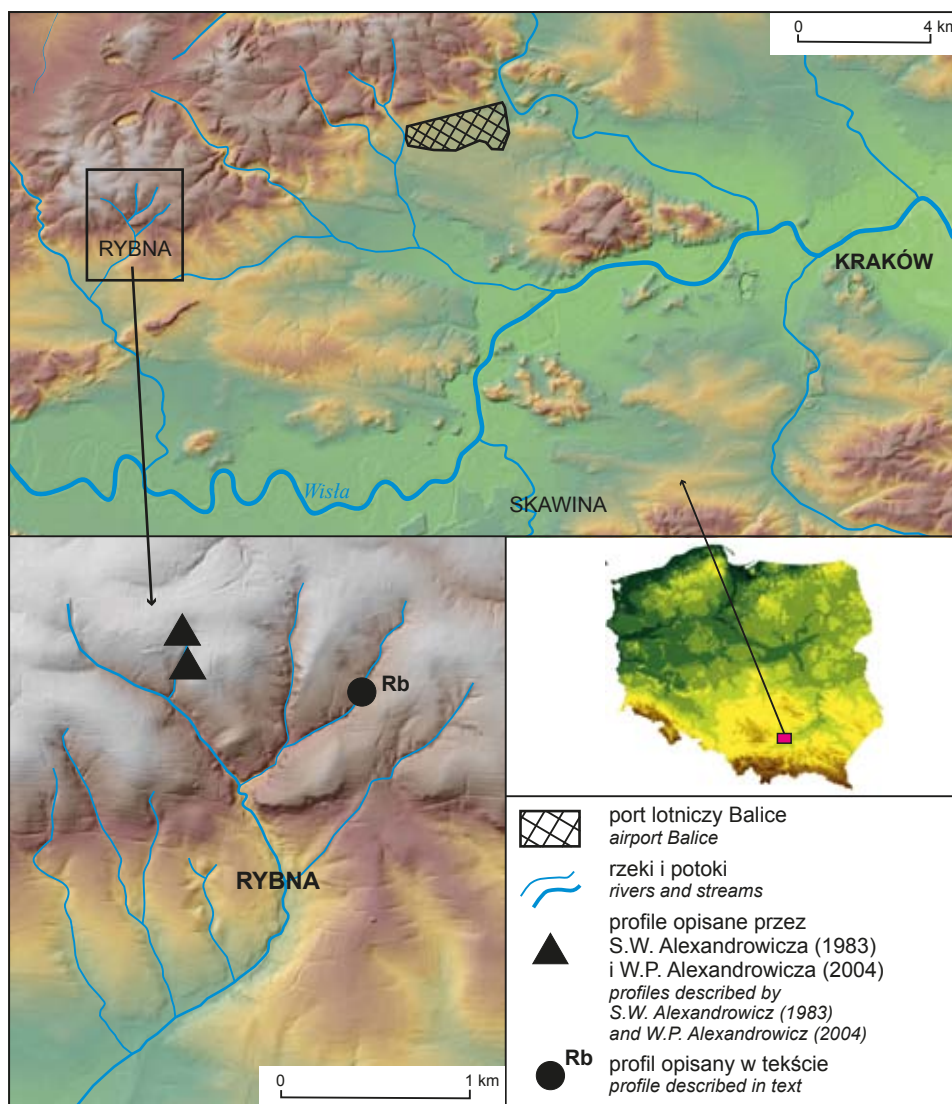 0 4 km
RYBNA
KRAKÓW
Wisła
SKAWINA
Rb
RYBNA
0 1 km
port lotniczy Balice
airport Balice
rzeki i potoki
rivers and streams
profile opisane przez
S.W. Alexandrowicza (1983)
i W.P. Alexandrowicza (2004)
profiles described by
S.W. Alexandrowicz (1983)
and W.P. Alexandrowicz (2004)
Rb profil opisany w tekście
profile described in text